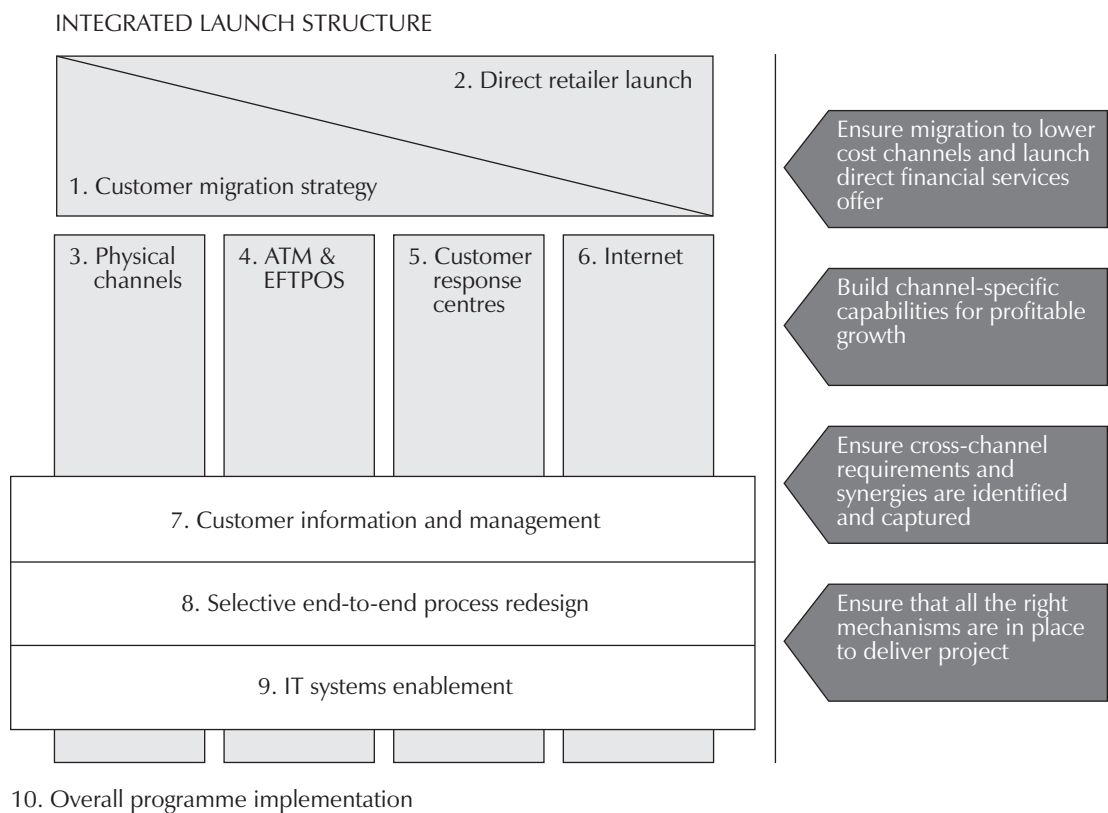 INTEGRATED LAUNCH STRUCTURE
2. Direct retailer launch
1. Customer migration strategy
3. Physical
channels
4. ATM &
EFTPOS
5. Customer
response
centres
6. Internet
7. Customer information and management
8. Selective end-to-end process redesign
9. IT systems enablement
10. Overall programme implementation
Ensure migration to lower
cost channels and launch
direct financial services
offer
Build channel-specific
capabilities for profitable
growth
Ensure cross-channel
requirements and
synergies are identified
and captured
Ensure that all the right
mechanisms are in place
to deliver project